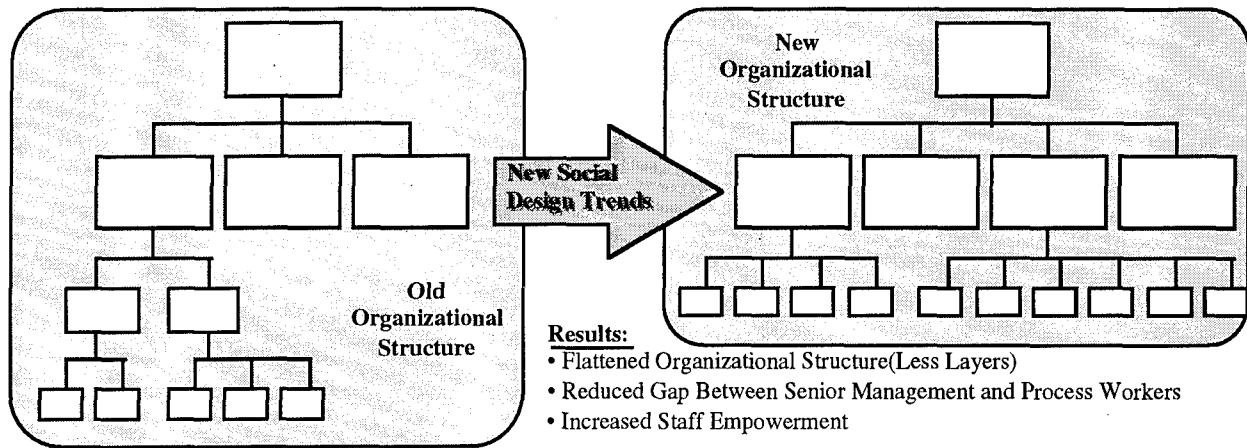 Old
Organizational
Structure
New Social
Design Trends
New
Organizational
Structure
Results:
• Flattened Organizational Structure(Less Layers)
• Reduced Gap Between Senior Management and Process Workers
• Increased Staff Empowerment